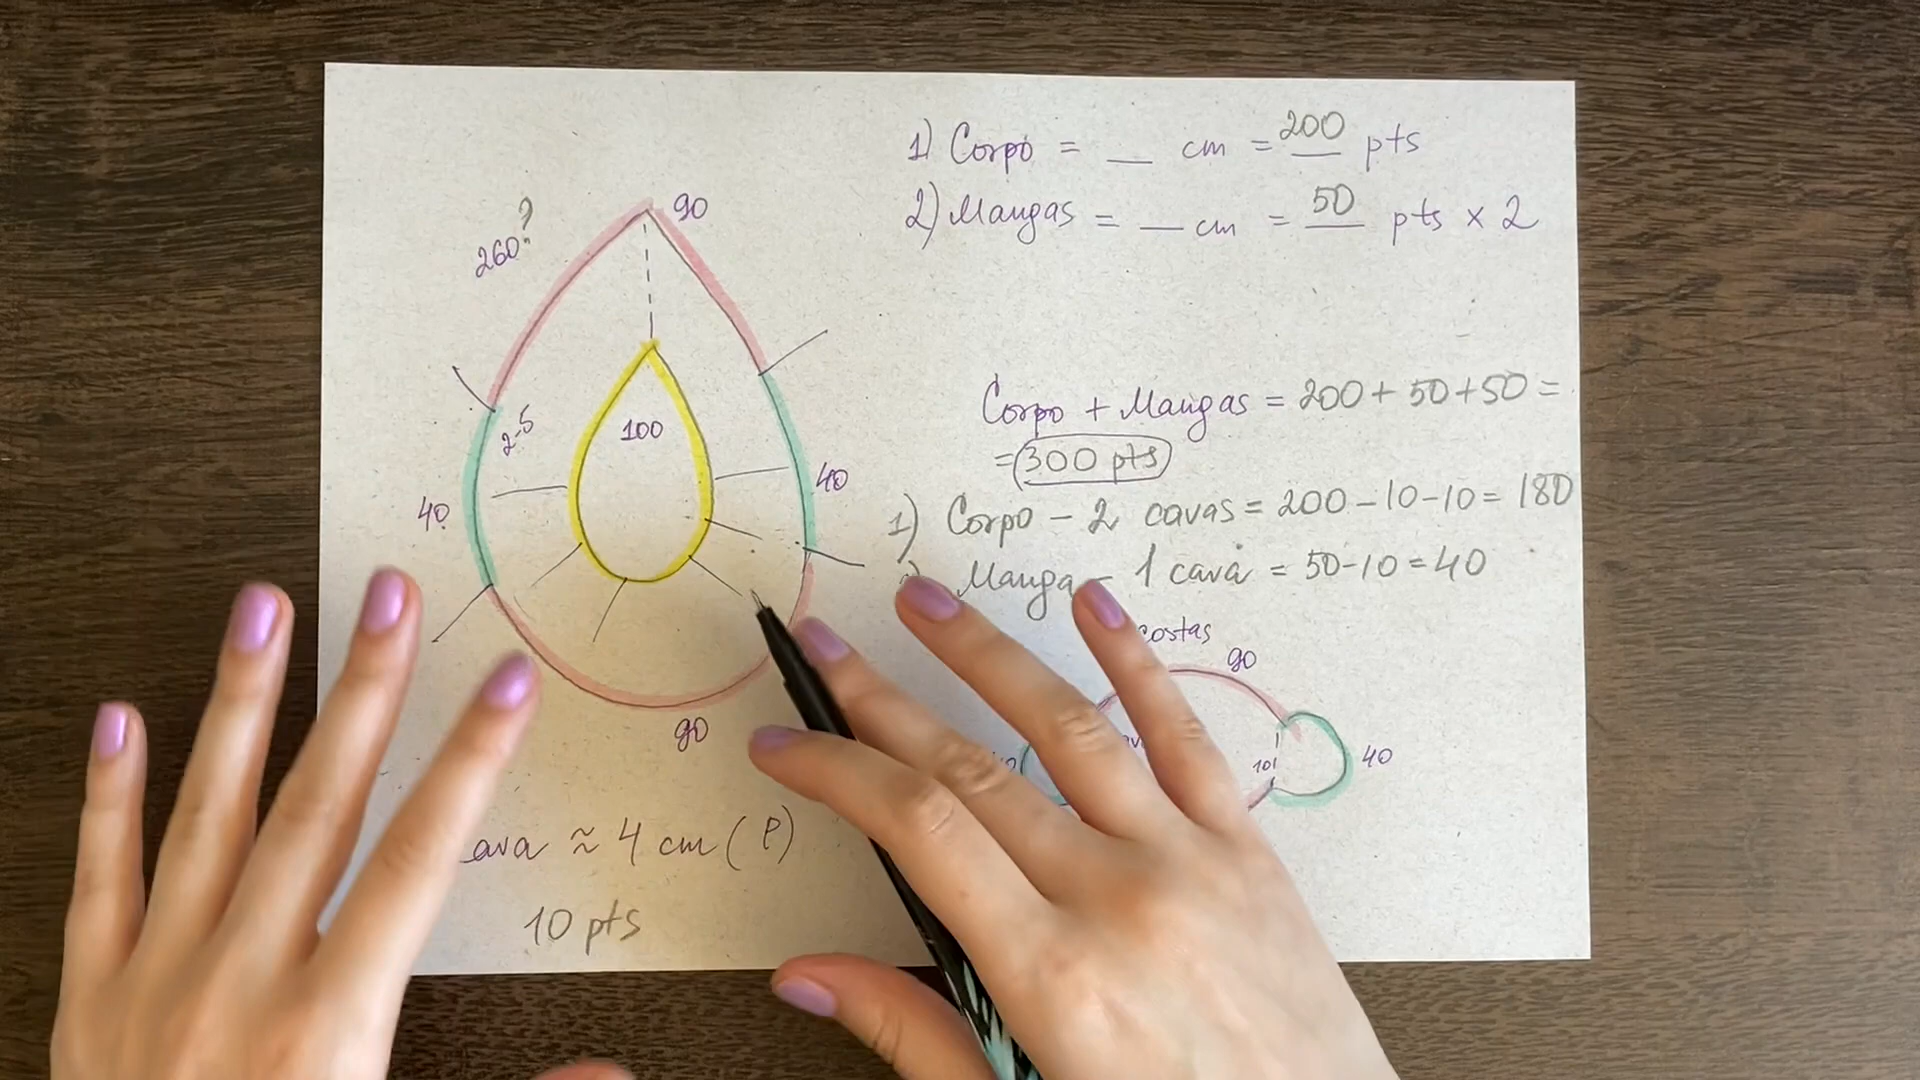 1) Corpo = __ cm = 200 pts
2) Mangas = __ cm = 50 pts x 2
260?
90
Corpo + Mangas = 200 + 50 + 50 =
= 300 pts
2-5
100
40
40
1) Corpo - 2 cavas = 200 - 10 - 10 = 180
Manga - 1 cava = 50 - 10 = 40
costas
90
90
10
40
ava ≈ 4 cm (P)
10 pts